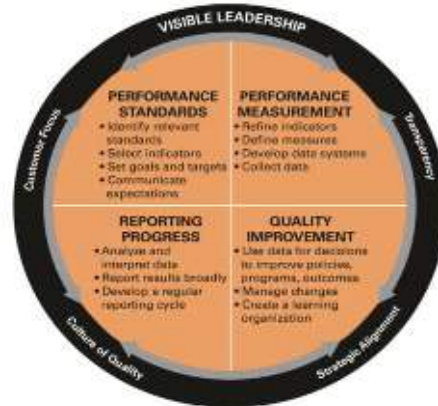 VISIBLE LEADERSHIP
Customer Focus
Transparency
PERFORMANCE
STANDARDS
• Identify relevant
standards
• Select indicators
• Set goals and targets
• Communicate
expectations
PERFORMANCE
MEASUREMENT
• Refine indicators
• Define measures
• Develop data systems
• Collect data
REPORTING
PROGRESS
• Analyze and
interpret data
• Report results broadly
• Develop a regular
reporting cycle
QUALITY
IMPROVEMENT
• Use data for decisions
to improve policies,
programs, outcomes
• Manage changes
• Create a learning
organization
Culture of Quality
Strategic Alignment